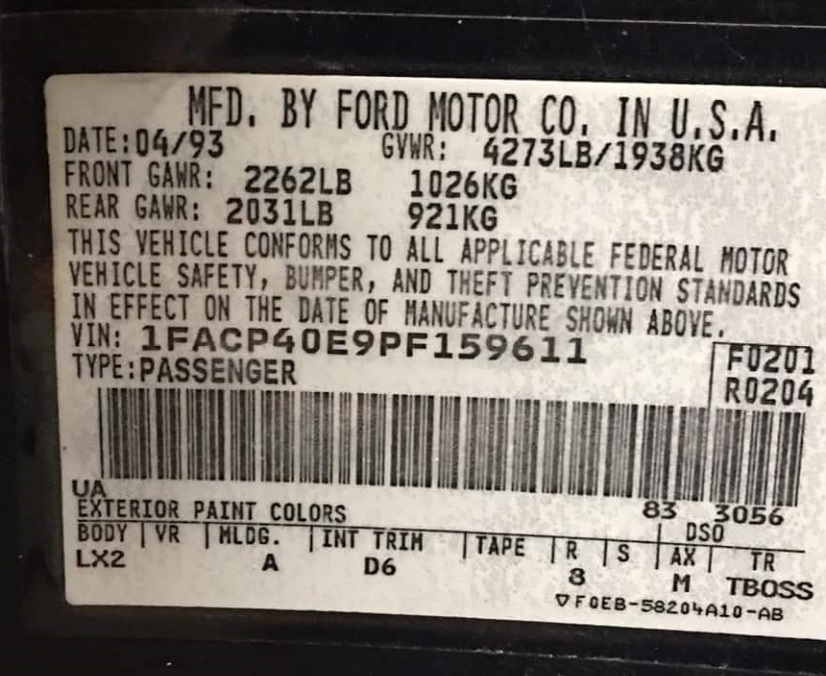 MFD. BY FORD MOTOR CO. IN U.S.A.
DATE:04/93 GVWR: 4273LB/1938KG
FRONT GAWR: 2262LB 1026KG
REAR GAWR: 2031LB 921KG
THIS VEHICLE CONFORMS TO ALL APPLICABLE FEDERAL MOTOR
VEHICLE SAFETY, BUMPER, AND THEFT PREVENTION STANDARDS
IN EFFECT ON THE DATE OF MANUFACTURE SHOWN ABOVE.
VIN: 1FACP40E9PF159611 F0201
TYPE:PASSENGER R0204
UA 83 3056
EXTERIOR PAINT COLORS DSO
BODY | VR | MLDG. | INT TRIM | TAPE | R | S | AX | TR
LX2 A D6 8 M TBOSS
▽F0EB-58204A10-AB